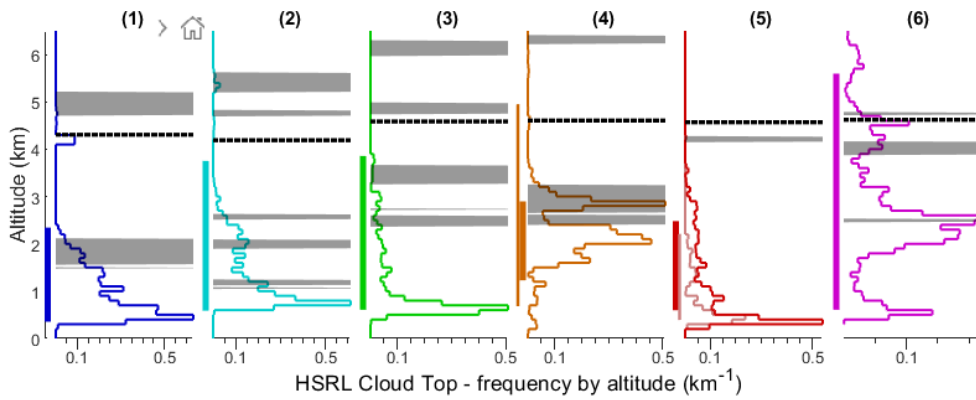 (1) (2) (3) (4) (5) (6)
6
5
4
3
2
1
0
Altitude (km)
0.1 0.5 0.1 0.5 0.1 0.5 0.1 0.5 0.1 0.5 0.1
HSRL Cloud Top - frequency by altitude (km⁻¹)